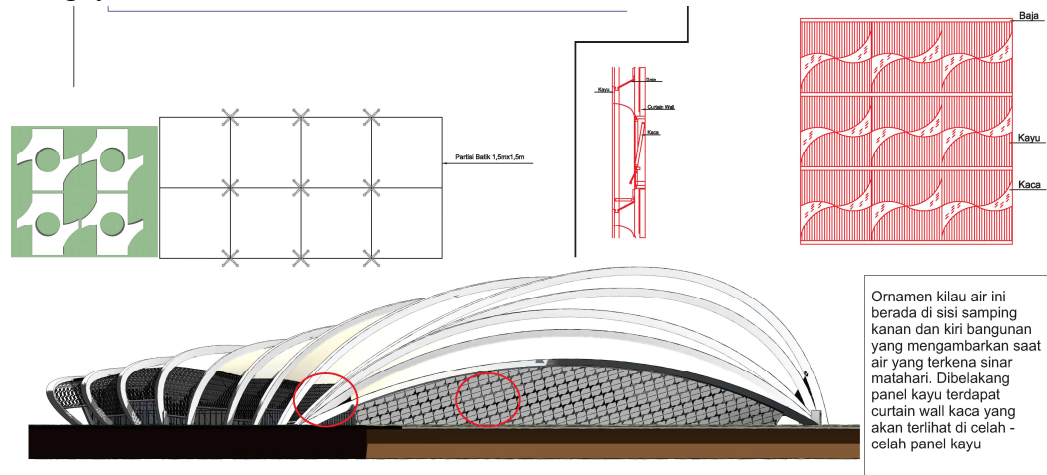 Baja
Baja
Kayu
Curtain Wall
Kaca
Kayu
Partisi Batik 1,5mx1,5m
Kaca
Ornamen kilau air ini
berada di sisi samping
kanan dan kiri bangunan
yang mengambarkan saat
air yang terkena sinar
matahari. Dibelakang
panel kayu terdapat
curtain wall kaca yang
akan terlihat di celah -
celah panel kayu